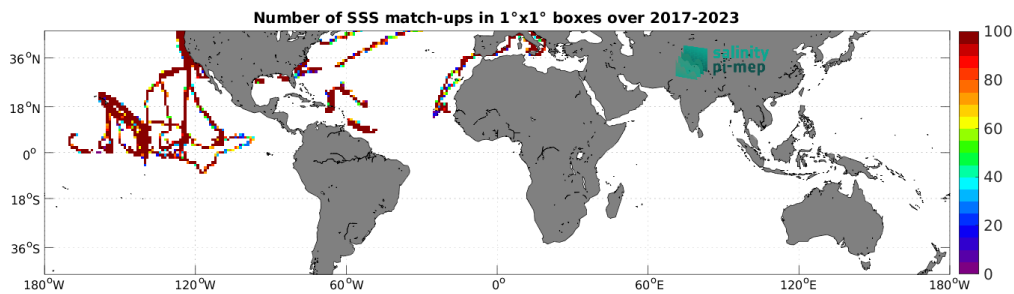 Number of SSS match-ups in 1°x1° boxes over 2017-2023
salinity
pi-mep
36°N
18°N
0°
18°S
36°S
180°W
120°W
60°W
0°
60°E
120°E
180°W
100
80
60
40
20
0